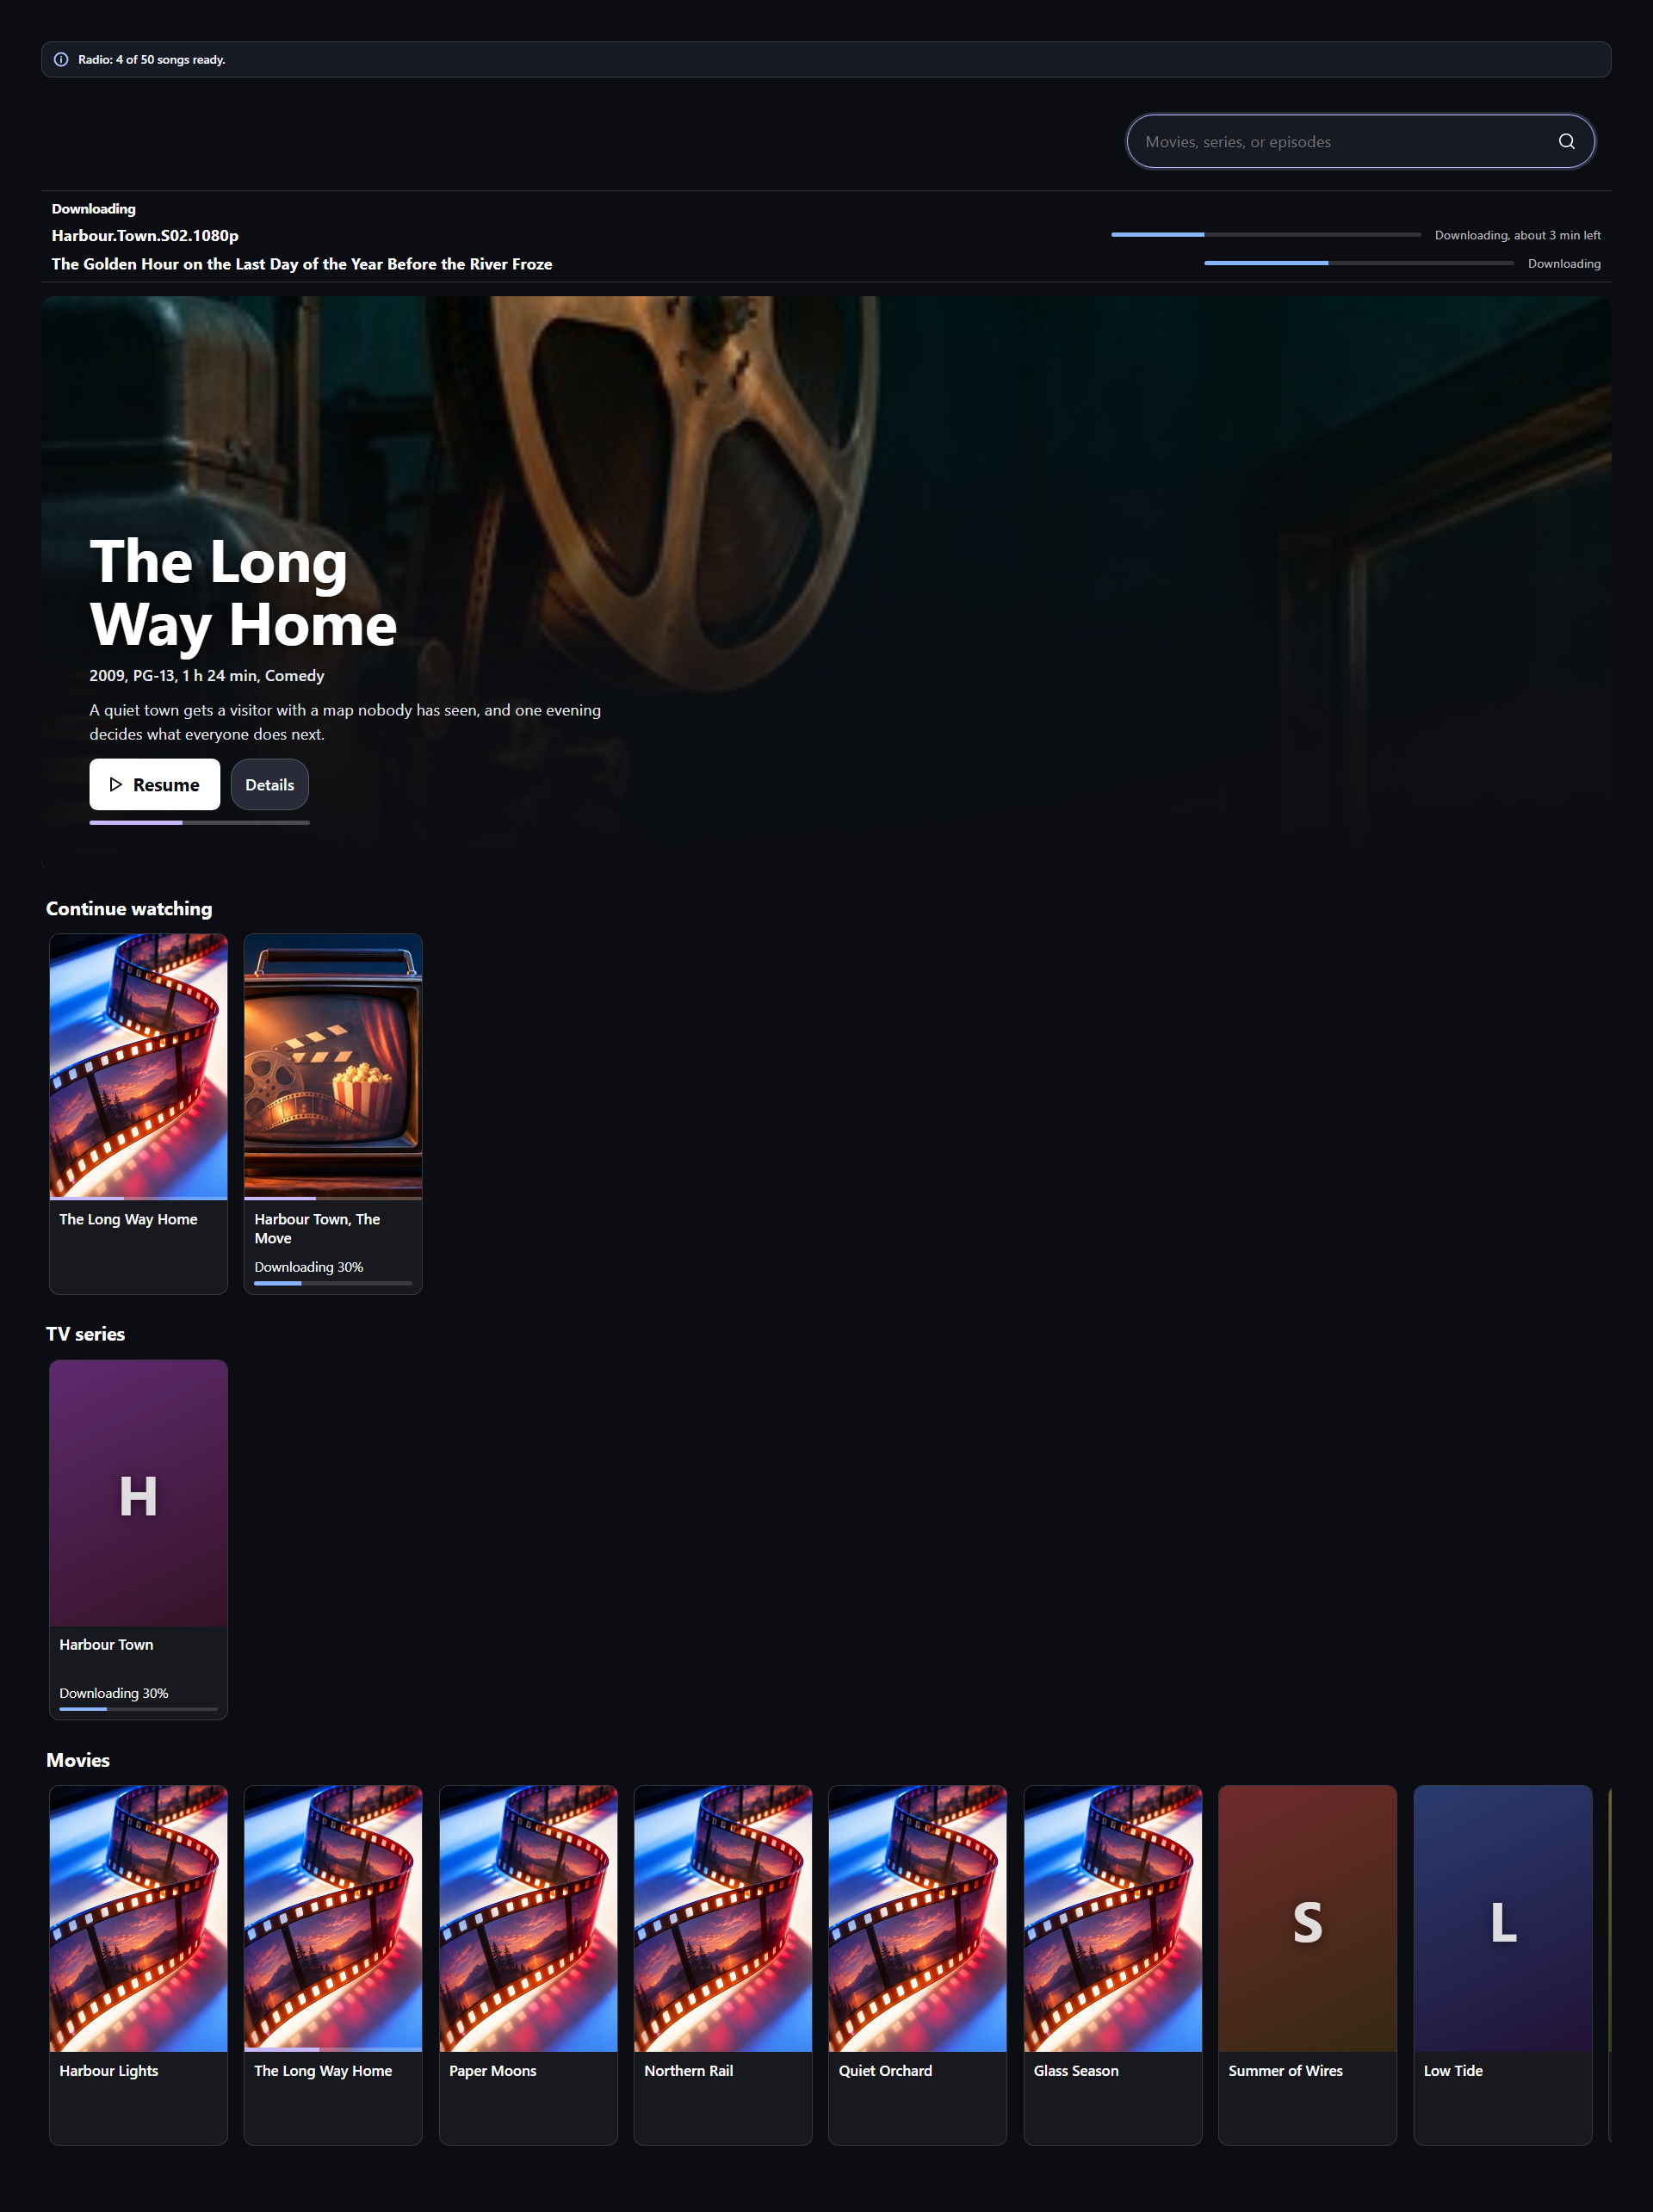 Radio: 4 of 50 songs ready.
Movies, series, or episodes
Downloading
Harbour.Town.S02.1080p
Downloading, about 3 min left
The Golden Hour on the Last Day of the Year Before the River Froze
Downloading
The Long
Way Home
2009, PG-13, 1 h 24 min, Comedy
A quiet town gets a visitor with a map nobody has seen, and one evening
decides what everyone does next.
Resume
Details
Continue watching
The Long Way Home
Harbour Town, The
Move
Downloading 30%
TV series
H
Harbour Town
Downloading 30%
Movies
S
L
Harbour Lights
The Long Way Home
Paper Moons
Northern Rail
Quiet Orchard
Glass Season
Summer of Wires
Low Tide